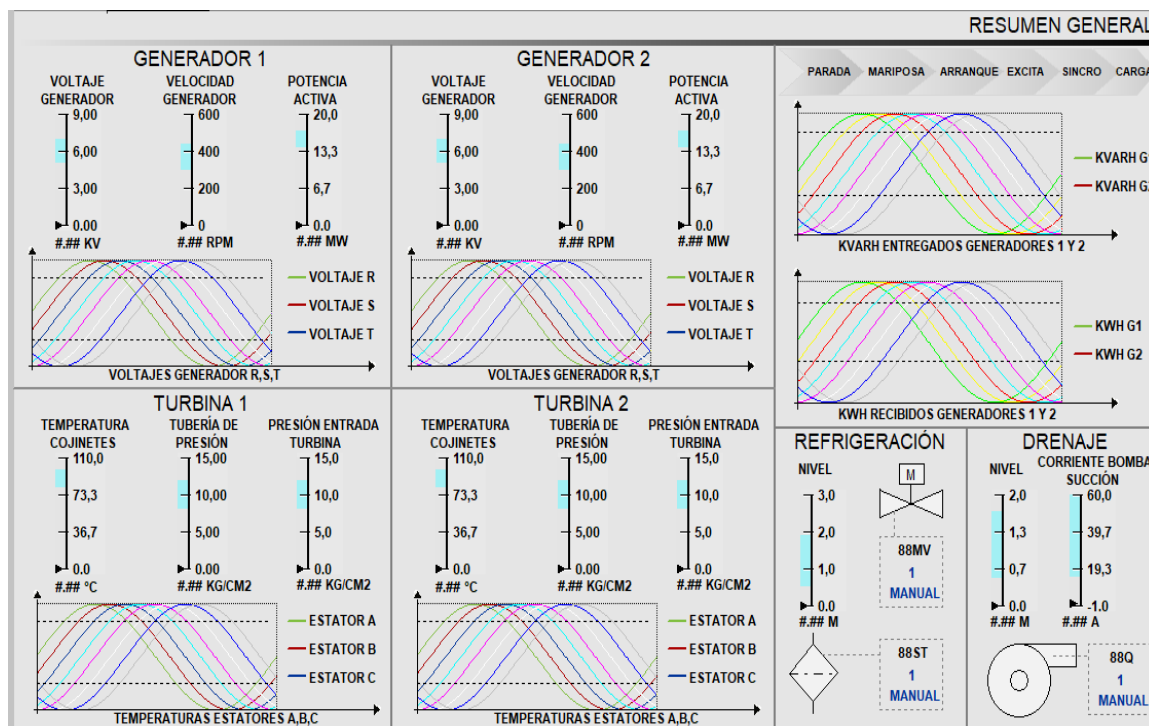 RESUMEN GENERAL
GENERADOR 1
VOLTAJE GENERADOR
VELOCIDAD GENERADOR
POTENCIA ACTIVA
9,00
6,00
3,00
0.00
#.## KV
600
400
200
0
#.## RPM
20,0
13,3
6,7
0.0
#.## MW
VOLTAJE R
VOLTAJE S
VOLTAJE T
VOLTAJES GENERADOR R,S,T
GENERADOR 2
VOLTAJE GENERADOR
VELOCIDAD GENERADOR
POTENCIA ACTIVA
9,00
6,00
3,00
0.00
#.## KV
600
400
200
0
#.## RPM
20,0
13,3
6,7
0.0
#.## MW
VOLTAJE R
VOLTAJE S
VOLTAJE T
VOLTAJES GENERADOR R,S,T
PARADA MARIPOSA ARRANQUE EXCITA SINCRO CARGA
KVARH G1
KVARH G2
KVARH ENTREGADOS GENERADORES 1 Y 2
KWH G1
KWH G2
KWH RECIBIDOS GENERADORES 1 Y 2
TURBINA 1
TEMPERATURA COJINETES
TUBERÍA DE PRESIÓN
PRESIÓN ENTRADA TURBINA
110,0
73,3
36,7
0.0
#.## °C
15,00
10,00
5,00
0.00
#.## KG/CM2
15,0
10,0
5,0
0.0
#.## KG/CM2
ESTATOR A
ESTATOR B
ESTATOR C
TEMPERATURAS ESTATORES A,B,C
TURBINA 2
TEMPERATURA COJINETES
TUBERÍA DE PRESIÓN
PRESIÓN ENTRADA TURBINA
110,0
73,3
36,7
0.0
#.## °C
15,00
10,00
5,00
0.00
#.## KG/CM2
15,0
10,0
5,0
0.0
#.## KG/CM2
ESTATOR A
ESTATOR B
ESTATOR C
TEMPERATURAS ESTATORES A,B,C
REFRIGERACIÓN
NIVEL
3,0
2,0
1,0
0.0
#.## M
M
88MV
1
MANUAL
88ST
1
MANUAL
DRENAJE
NIVEL
2,0
1,3
0,7
0.0
#.## M
CORRIENTE BOMBA
SUCCIÓN
60,0
39,7
19,3
-1,0
#.## A
88Q
1
MANUAL